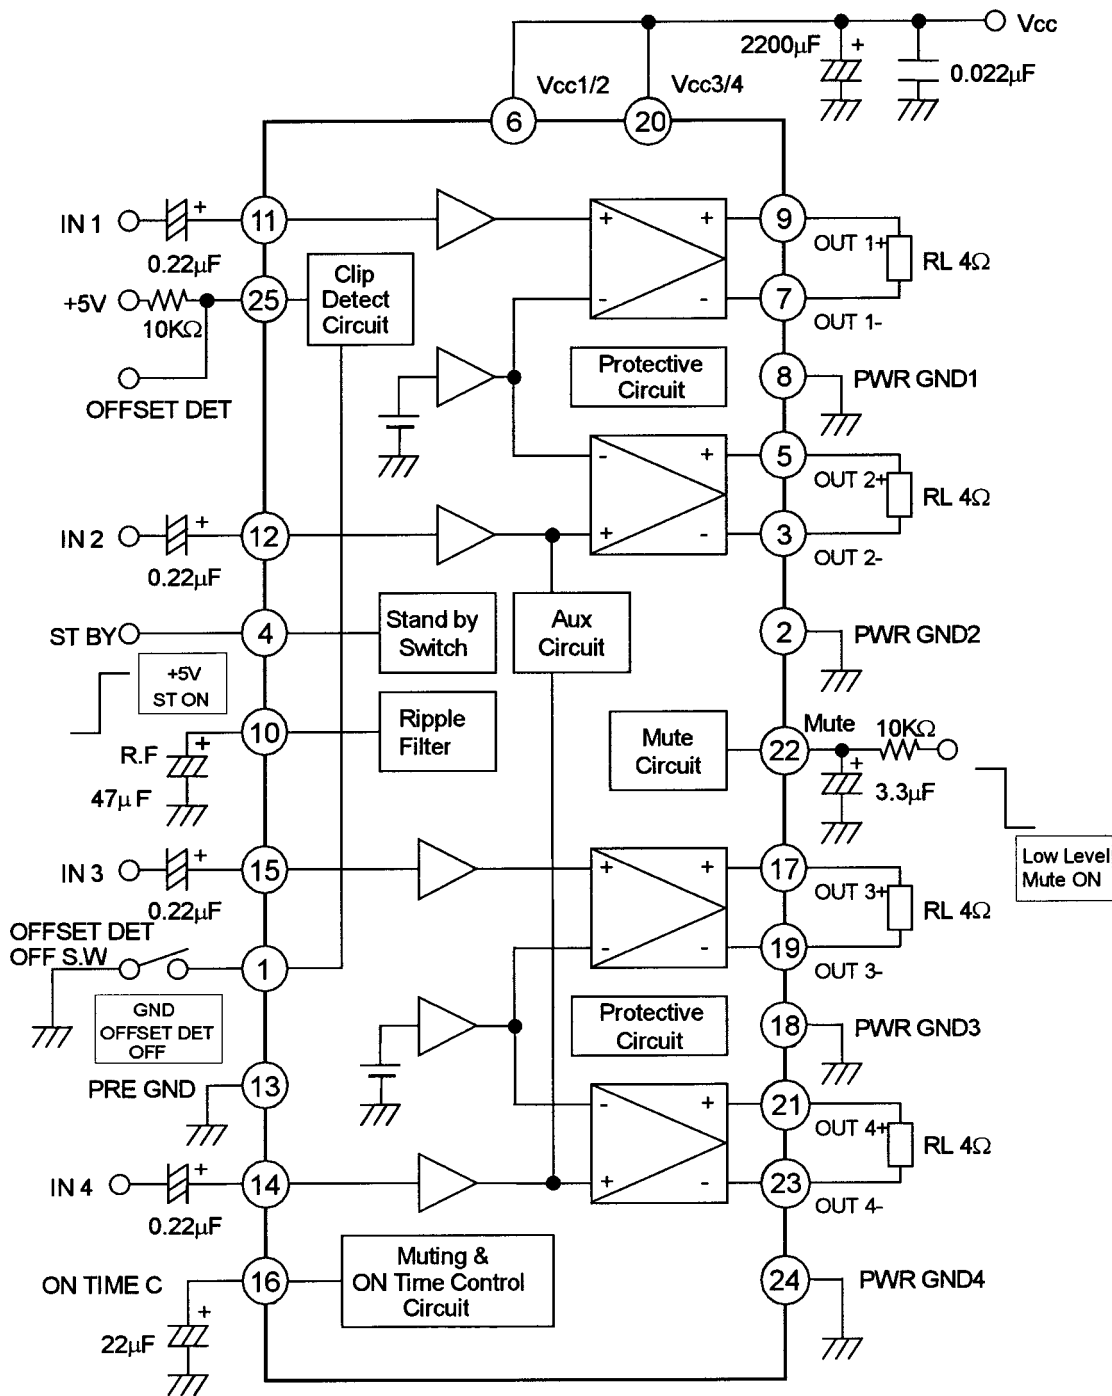 Vcc
2200µF +
0.022µF
Vcc1/2
Vcc3/4
6
20
IN 1
+
0.22µF
11
+ +
- -
9
OUT 1+
RL 4Ω
7
OUT 1-
+5V
10KΩ
25
Clip
Detect
Circuit
OFFSET DET
Protective
Circuit
8
PWR GND1
- +
+ -
5
OUT 2+
RL 4Ω
3
OUT 2-
IN 2
+
0.22µF
12
ST BY
4
Stand by
Switch
Aux
Circuit
2
PWR GND2
+5V
ST ON
10
Ripple
Filter
R.F
+
47µF
Mute
Circuit
22
Mute
10KΩ
+
3.3µF
Low Level
Mute ON
IN 3
+
0.22µF
15
+ +
- -
17
OUT 3+
RL 4Ω
19
OUT 3-
OFFSET DET
OFF S.W
1
GND
OFFSET DET
OFF
Protective
Circuit
18
PWR GND3
PRE GND
13
- +
+ -
21
OUT 4+
RL 4Ω
23
OUT 4-
IN 4
+
0.22µF
14
ON TIME C
16
Muting &
ON Time Control
Circuit
+
22µF
24
PWR GND4